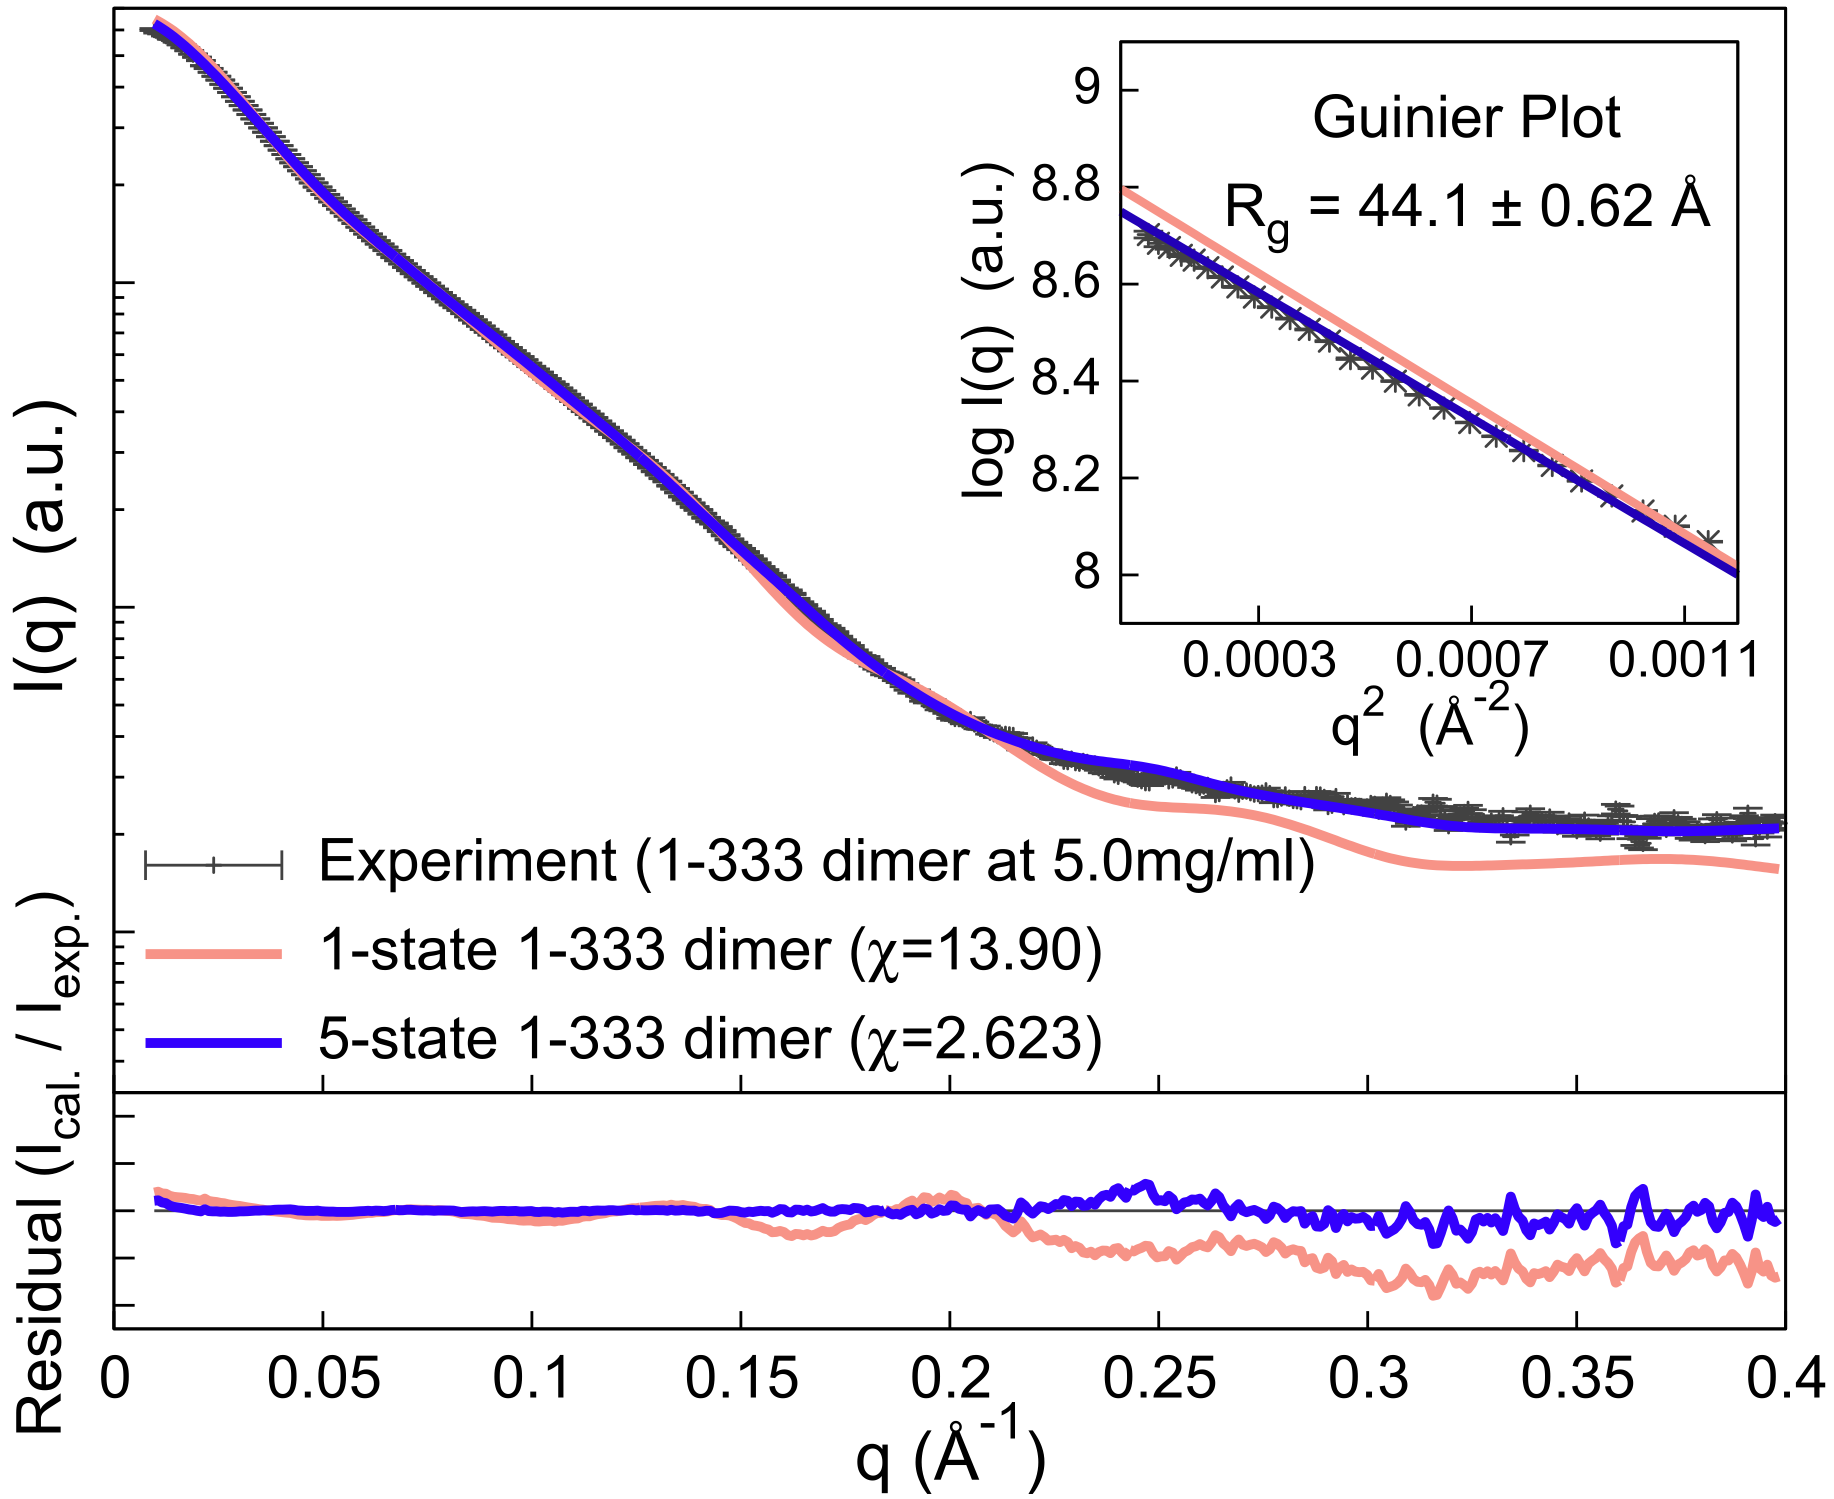 I(q) (a.u.)
Guinier Plot
R_g = 44.1 ± 0.62 Å
log I(q) (a.u.)
9
8.8
8.6
8.4
8.2
8
0.0003 0.0007 0.0011
q² (Å⁻²)
Experiment (1-333 dimer at 5.0mg/ml)
1-state 1-333 dimer (χ=13.90)
5-state 1-333 dimer (χ=2.623)
Residual (I_cal. / I_exp.)
0 0.05 0.1 0.15 0.2 0.25 0.3 0.35 0.4
q (Å⁻¹)